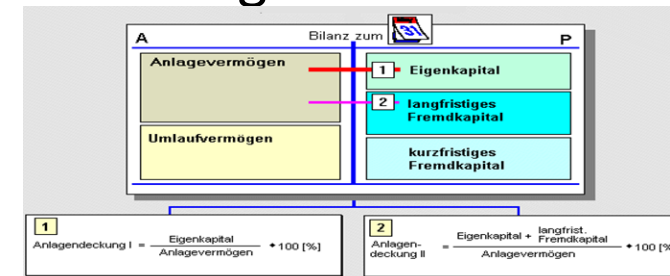 A
Bilanz zum
31
P
Anlagevermögen
1
Eigenkapital
2
langfristiges
Fremdkapital
Umlaufvermögen
kurzfristiges
Fremdkapital
1
Anlagendeckung I = Eigenkapital
Anlagevermögen
* 100 [%]
2
Anlagen-
deckung II
= Eigenkapital + langfrist.
Fremdkapital
Anlagevermögen
* 100 [%